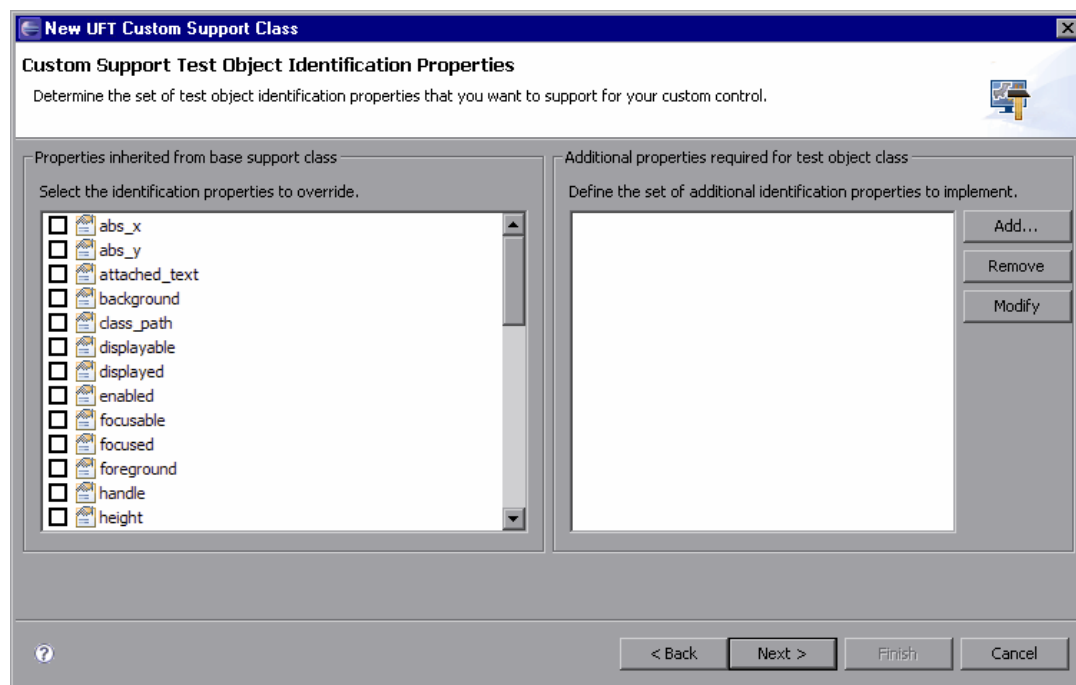 New UFT Custom Support Class
Custom Support Test Object Identification Properties
Determine the set of test object identification properties that you want to support for your custom control.
Properties inherited from base support class
Select the identification properties to override.
abs_x
abs_y
attached_text
background
class_path
displayable
displayed
enabled
focusable
focused
foreground
handle
height
Additional properties required for test object class
Define the set of additional identification properties to implement.
Add...
Remove
Modify
?
< Back
Next >
Finish
Cancel